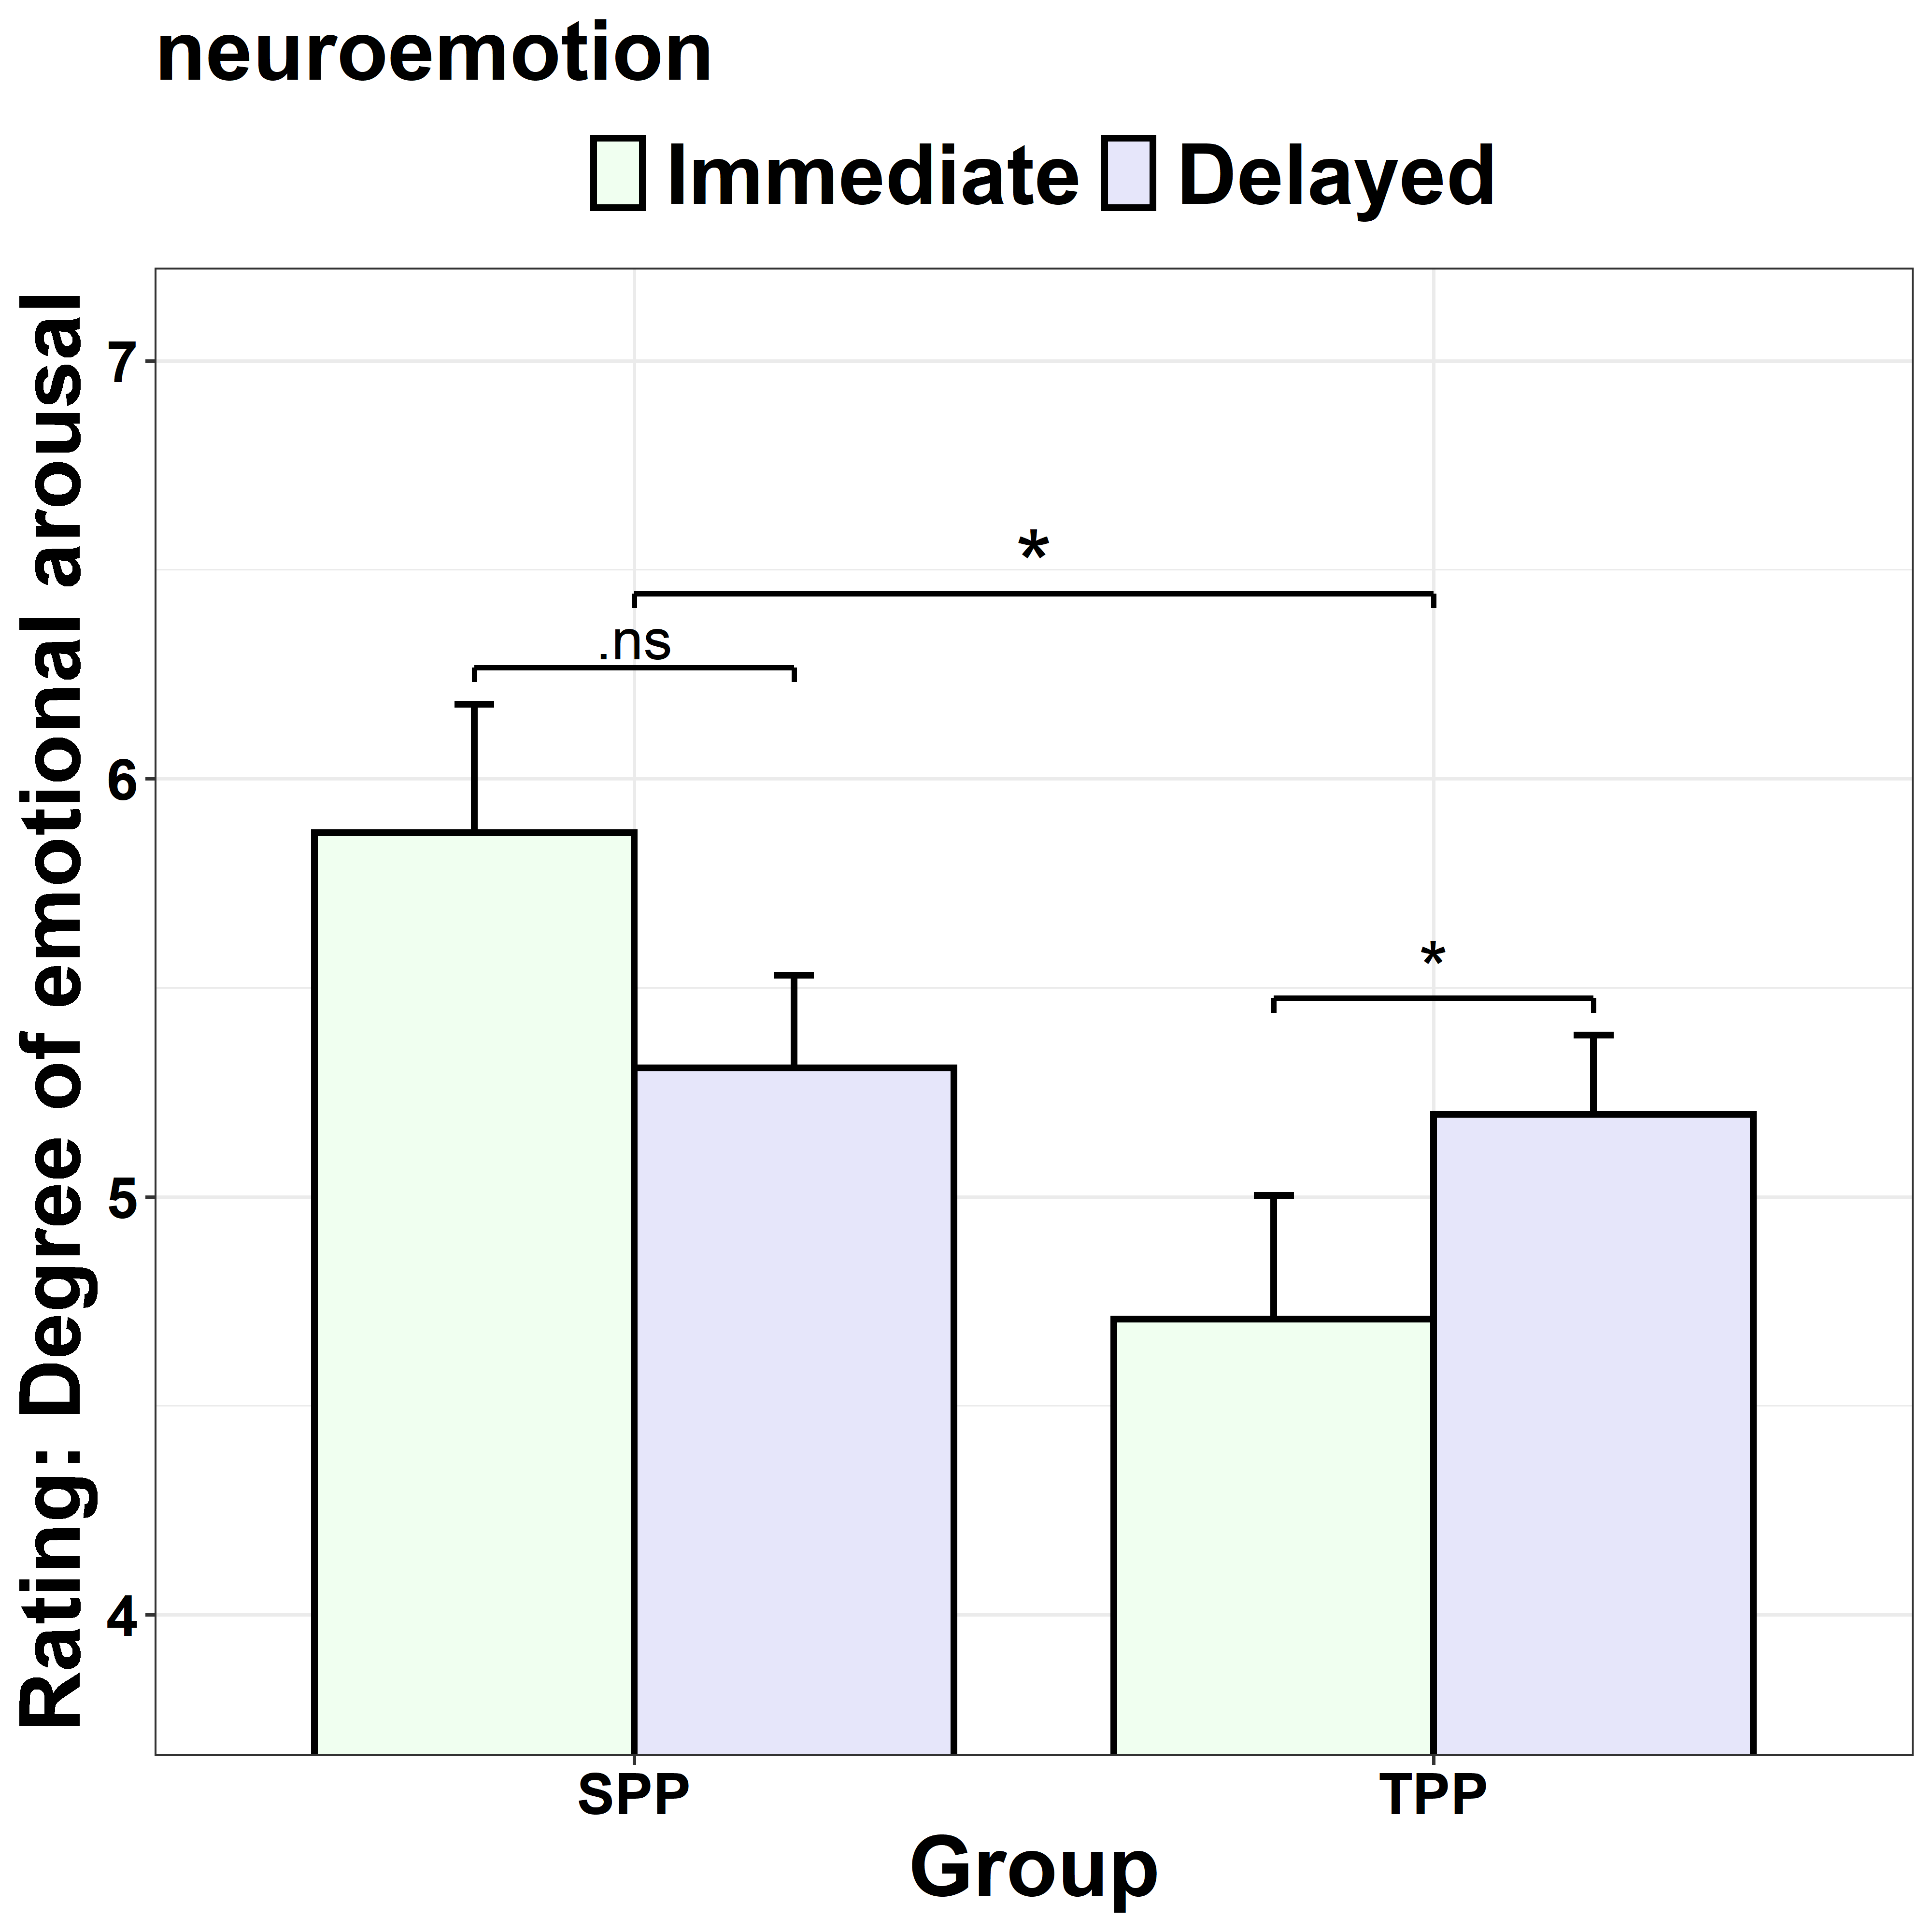 neuroemotion
Immediate Delayed
Rating: Degree of emotional arousal
7
6
5
4
*
.ns
*
SPP TPP
Group